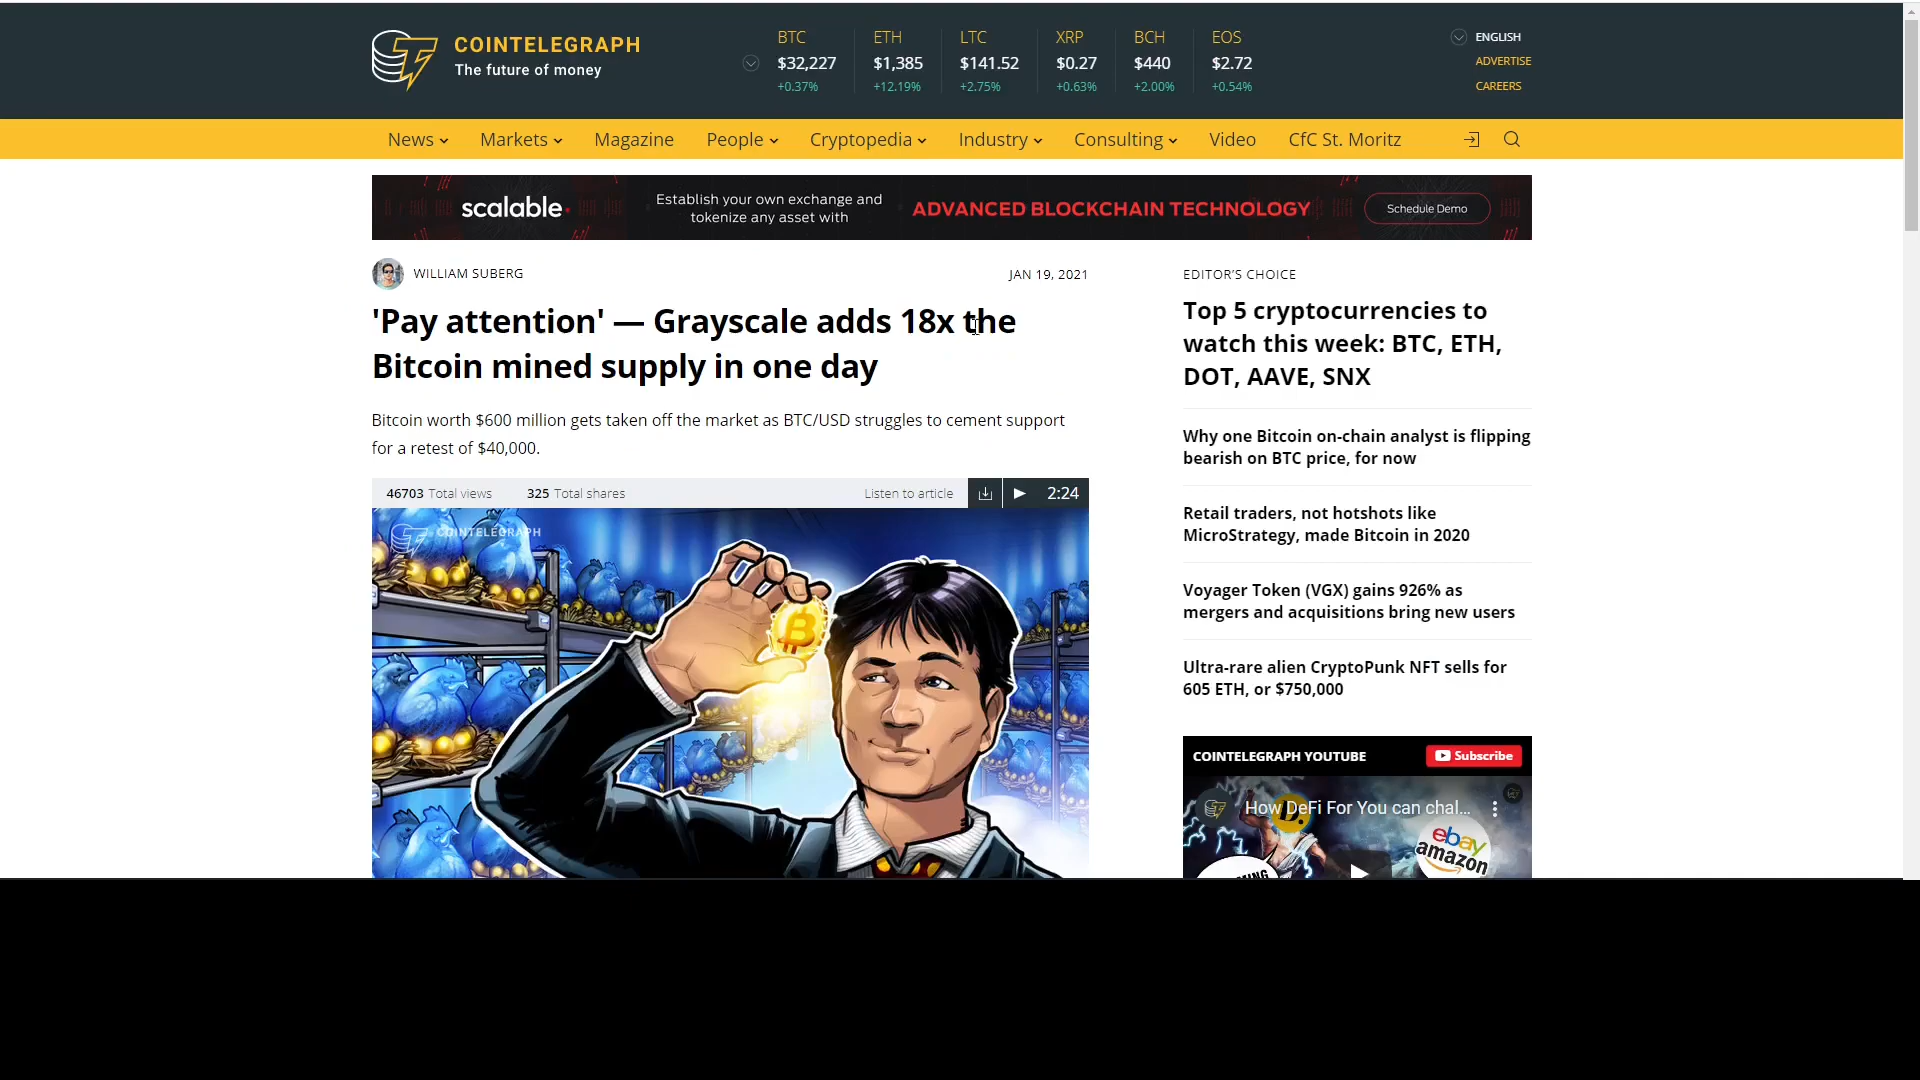 COINTELEGRAPH
The future of money
BTC
$32,227
+0.37%
ETH
$1,385
+12.19%
LTC
$141.52
+2.75%
XRP
$0.27
+0.63%
BCH
$440
+2.00%
EOS
$2.72
+0.54%
ENGLISH
ADVERTISE
CAREERS
News Markets Magazine People Cryptopedia Industry Consulting Video CfC St. Moritz
scalable
Establish your own exchange and
tokenize any asset with
ADVANCED BLOCKCHAIN TECHNOLOGY
Schedule Demo
WILLIAM SUBERG
JAN 19, 2021
'Pay attention' — Grayscale adds 18x the
Bitcoin mined supply in one day
Bitcoin worth $600 million gets taken off the market as BTC/USD struggles to cement support
for a retest of $40,000.
46703 Total views 325 Total shares
Listen to article 2:24
COINTELEGRAPH
EDITOR'S CHOICE
Top 5 cryptocurrencies to
watch this week: BTC, ETH,
DOT, AAVE, SNX
Why one Bitcoin on-chain analyst is flipping
bearish on BTC price, for now
Retail traders, not hotshots like
MicroStrategy, made Bitcoin in 2020
Voyager Token (VGX) gains 926% as
mergers and acquisitions bring new users
Ultra-rare alien CryptoPunk NFT sells for
605 ETH, or $750,000
COINTELEGRAPH YOUTUBE
Subscribe
How DeFi For You can chal...
D.
ebay
amazon